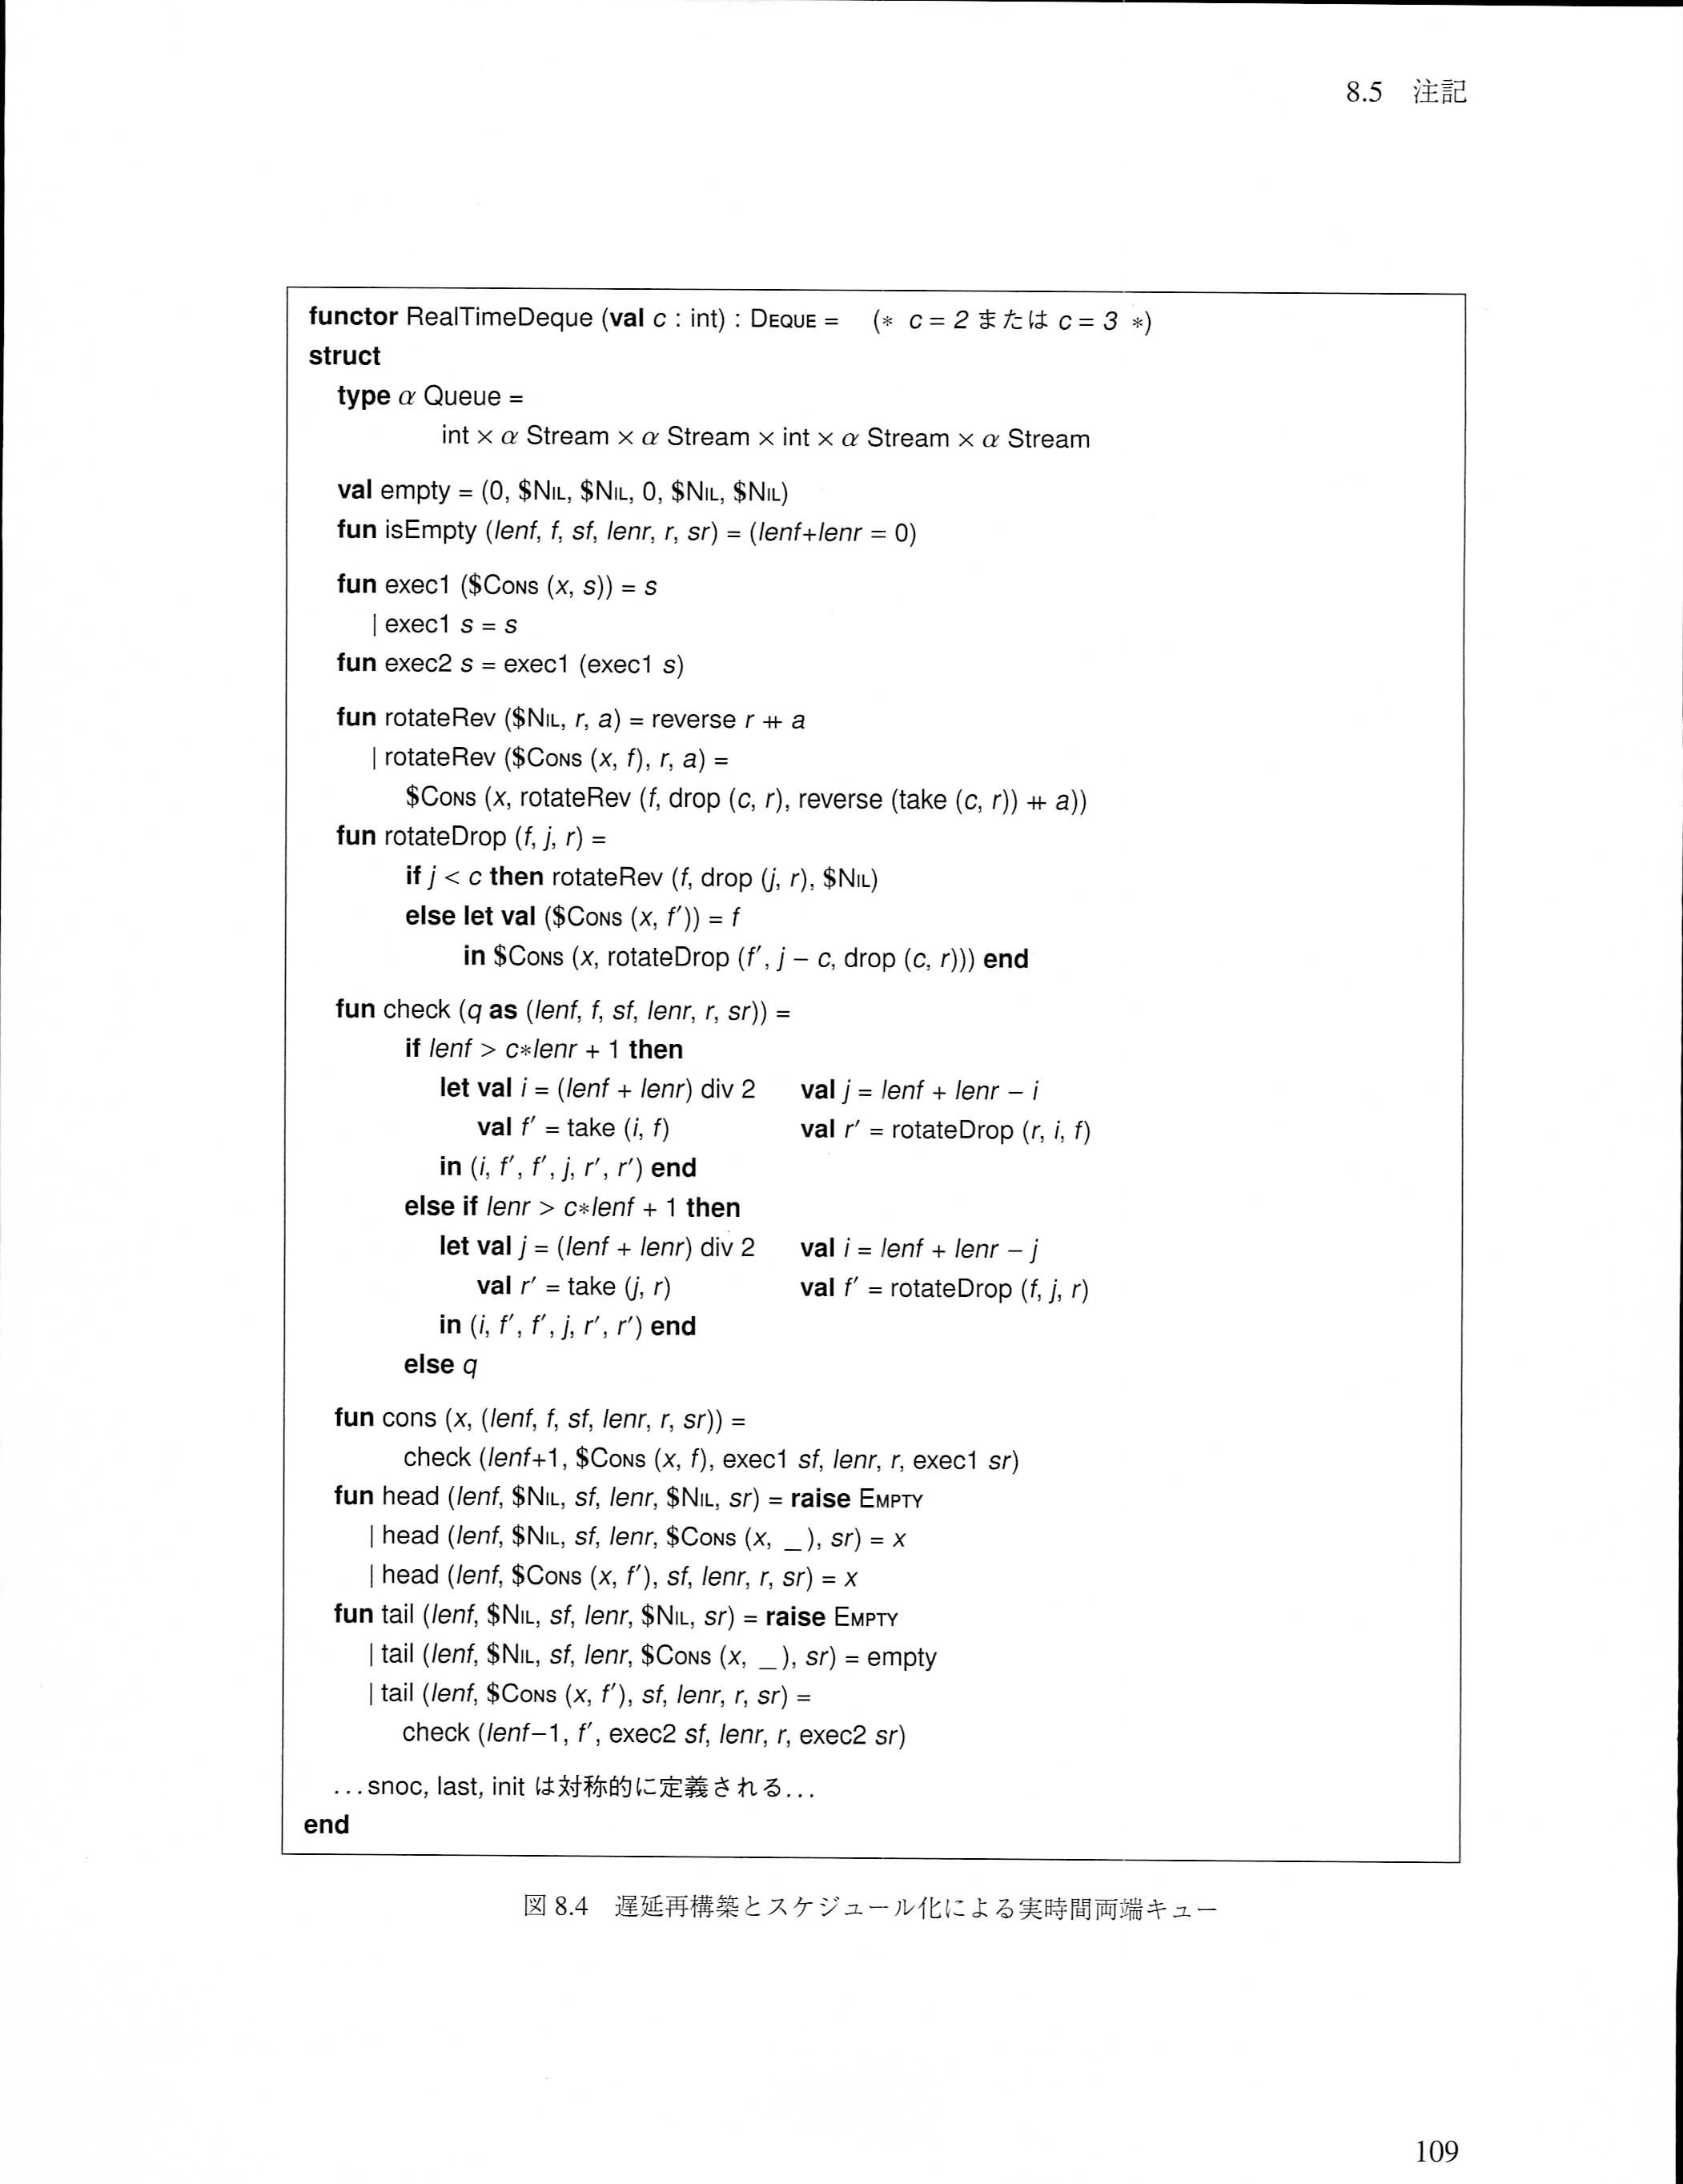 8.5 注記
functor RealTimeDeque (val c : int) : DEQUE = (* c = 2 または c = 3 *)
struct
type α Queue =
int × α Stream × α Stream × int × α Stream × α Stream
val empty = (0, $NIL, $NIL, 0, $NIL, $NIL)
fun isEmpty (lenf, f, sf, lenr, r, sr) = (lenf+lenr = 0)
fun exec1 ($CONS (x, s)) = s
| exec1 s = s
fun exec2 s = exec1 (exec1 s)
fun rotateRev ($NIL, r, a) = reverse r ⧺ a
| rotateRev ($CONS (x, f), r, a) =
$CONS (x, rotateRev (f, drop (c, r), reverse (take (c, r)) ⧺ a))
fun rotateDrop (f, j, r) =
if j < c then rotateRev (f, drop (j, r), $NIL)
else let val ($CONS (x, f′)) = f
in $CONS (x, rotateDrop (f′, j − c, drop (c, r))) end
fun check (q as (lenf, f, sf, lenr, r, sr)) =
if lenf > c*lenr + 1 then
let val i = (lenf + lenr) div 2 val j = lenf + lenr − i
val f′ = take (i, f) val r′ = rotateDrop (r, i, f)
in (i, f′, f′, j, r′, r′) end
else if lenr > c*lenf + 1 then
let val j = (lenf + lenr) div 2 val i = lenf + lenr − j
val r′ = take (j, r) val f′ = rotateDrop (f, j, r)
in (i, f′, f′, j, r′, r′) end
else q
fun cons (x, (lenf, f, sf, lenr, r, sr)) =
check (lenf+1, $CONS (x, f), exec1 sf, lenr, r, exec1 sr)
fun head (lenf, $NIL, sf, lenr, $NIL, sr) = raise EMPTY
| head (lenf, $NIL, sf, lenr, $CONS (x, _), sr) = x
| head (lenf, $CONS (x, f′), sf, lenr, r, sr) = x
fun tail (lenf, $NIL, sf, lenr, $NIL, sr) = raise EMPTY
| tail (lenf, $NIL, sf, lenr, $CONS (x, _), sr) = empty
| tail (lenf, $CONS (x, f′), sf, lenr, r, sr) =
check (lenf−1, f′, exec2 sf, lenr, r, exec2 sr)
...snoc, last, init は対称的に定義される...
end
図 8.4 遅延再構築とスケジュール化による実時間両端キュー
109